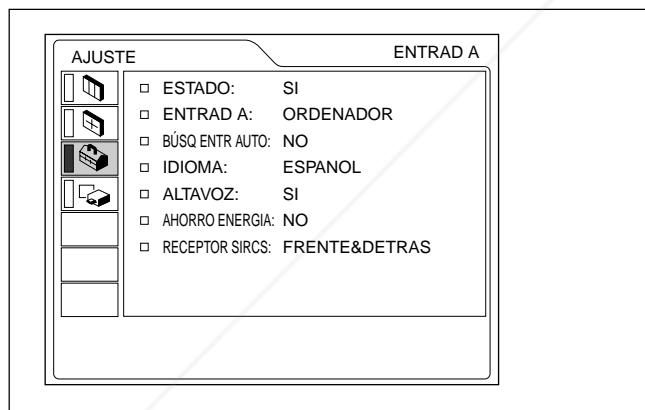 AJUSTE
ENTRAD A
ESTADO: SI
ENTRAD A: ORDENADOR
BÚSQ ENTR AUTO: NO
IDIOMA: ESPANOL
ALTAVOZ: SI
AHORRO ENERGIA: NO
RECEPTOR SIRCS: FRENTE&DETRAS